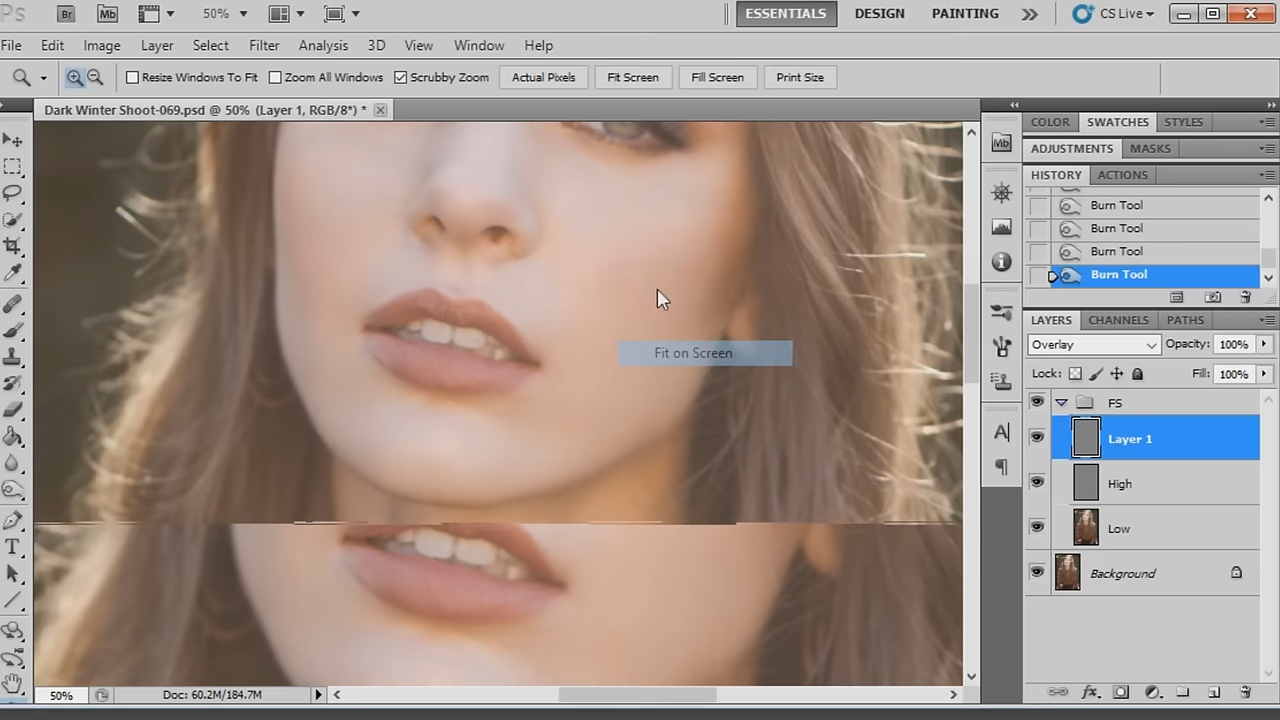 Ps Br Mb 50% ESSENTIALS DESIGN PAINTING CS Live
File Edit Image Layer Select Filter Analysis 3D View Window Help
Resize Windows To Fit Zoom All Windows Scrubby Zoom Actual Pixels Fit Screen Fill Screen Print Size
Dark Winter Shoot-069.psd @ 50% (Layer 1, RGB/8*) *
COLOR SWATCHES STYLES
Mb
ADJUSTMENTS MASKS
HISTORY ACTIONS
Burn Tool
Burn Tool
Burn Tool
Burn Tool
LAYERS CHANNELS PATHS
Overlay Opacity: 100%
Fit on Screen
Lock: Fill: 100%
FS
Layer 1
High
Low
Background
50% Doc: 60.2M/184.7M
fx